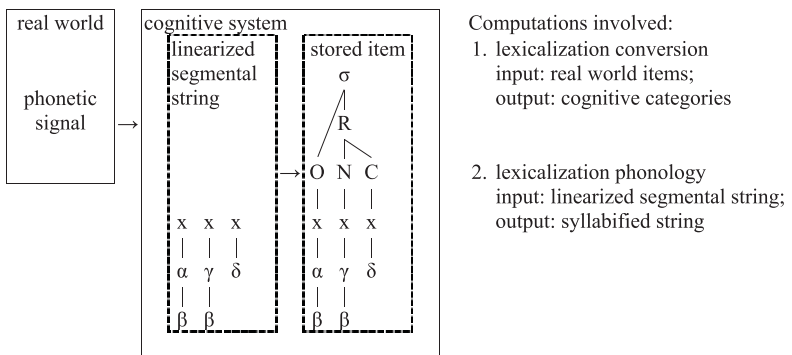 real world
phonetic
signal
→
cognitive system
linearized
segmental
string
x x x
α γ δ
β β
→
stored item
σ
R
O N C
x x x
α γ δ
β β
Computations involved:
1. lexicalization conversion
input: real world items;
output: cognitive categories
2. lexicalization phonology
input: linearized segmental string;
output: syllabified string